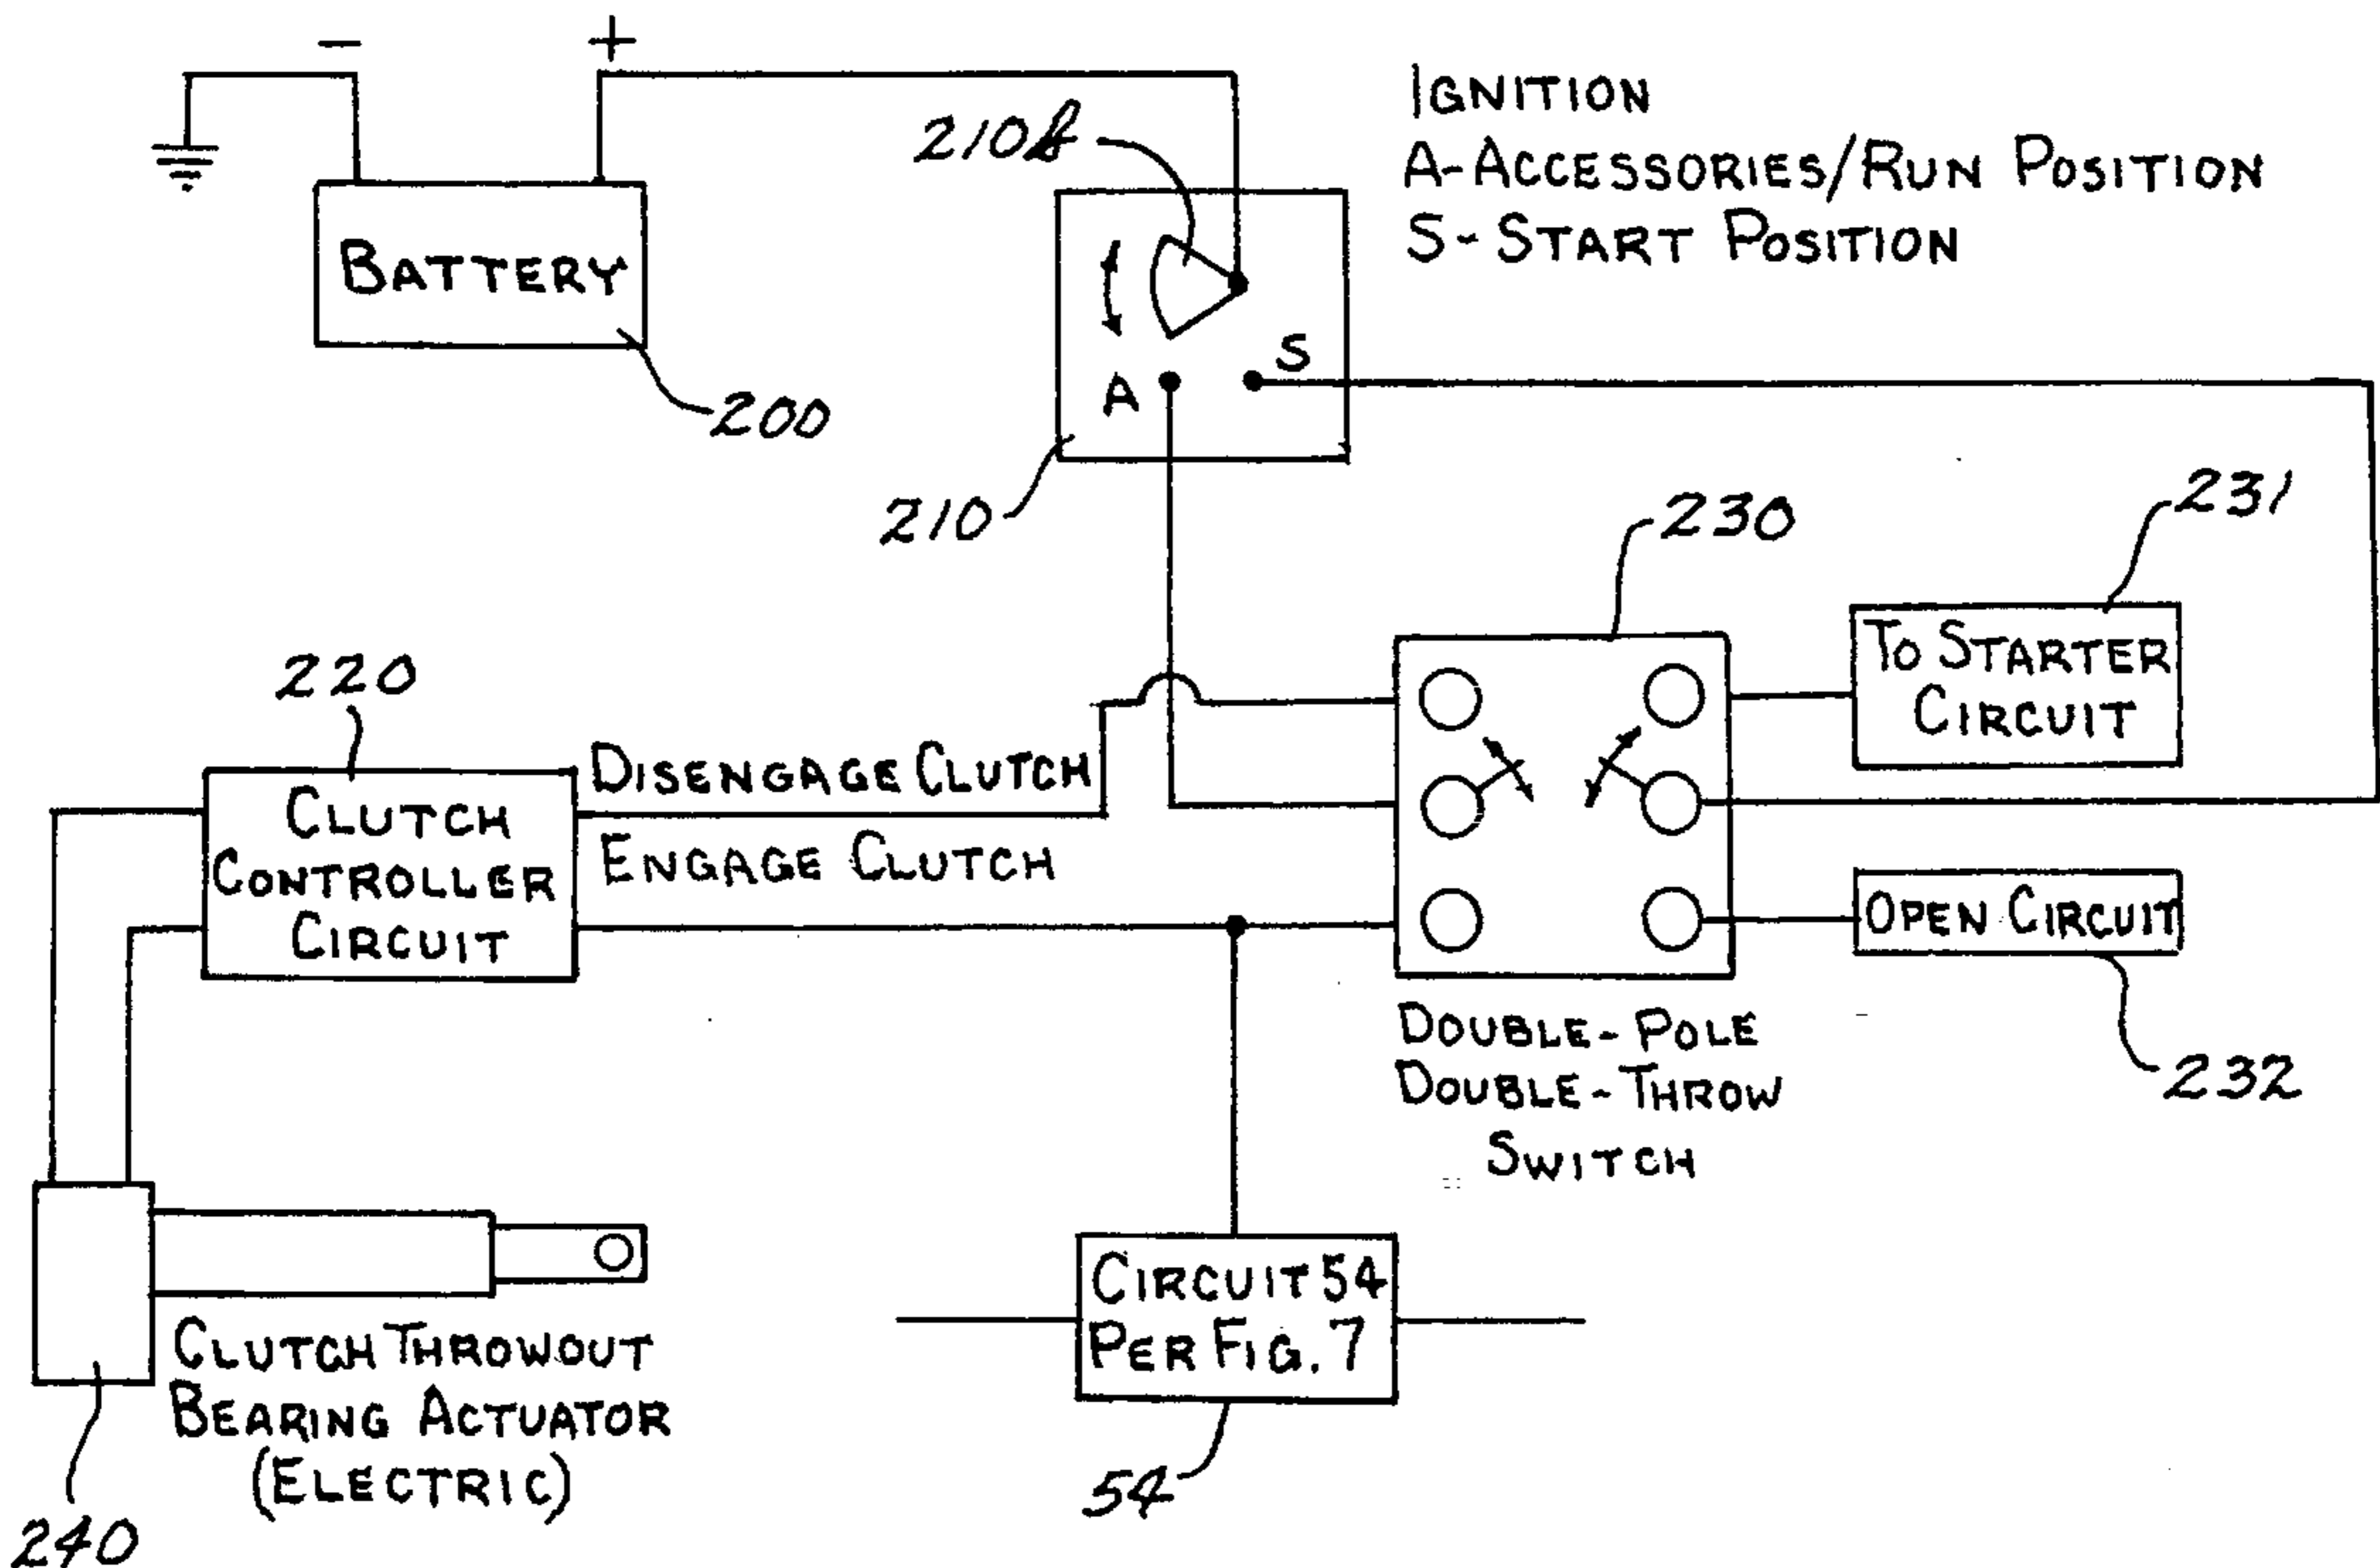 − +
IGNITION
A-ACCESSORIES/RUN POSITION
S-START POSITION
210b
BATTERY
200
A
S
210
230
231
TO STARTER
CIRCUIT
220
CLUTCH
CONTROLLER
CIRCUIT
DISENGAGE CLUTCH
ENGAGE CLUTCH
OPEN CIRCUIT
232
DOUBLE-POLE
DOUBLE-THROW
SWITCH
CIRCUIT 54
PER FIG. 7
54
CLUTCH THROWOUT
BEARING ACTUATOR
(ELECTRIC)
240